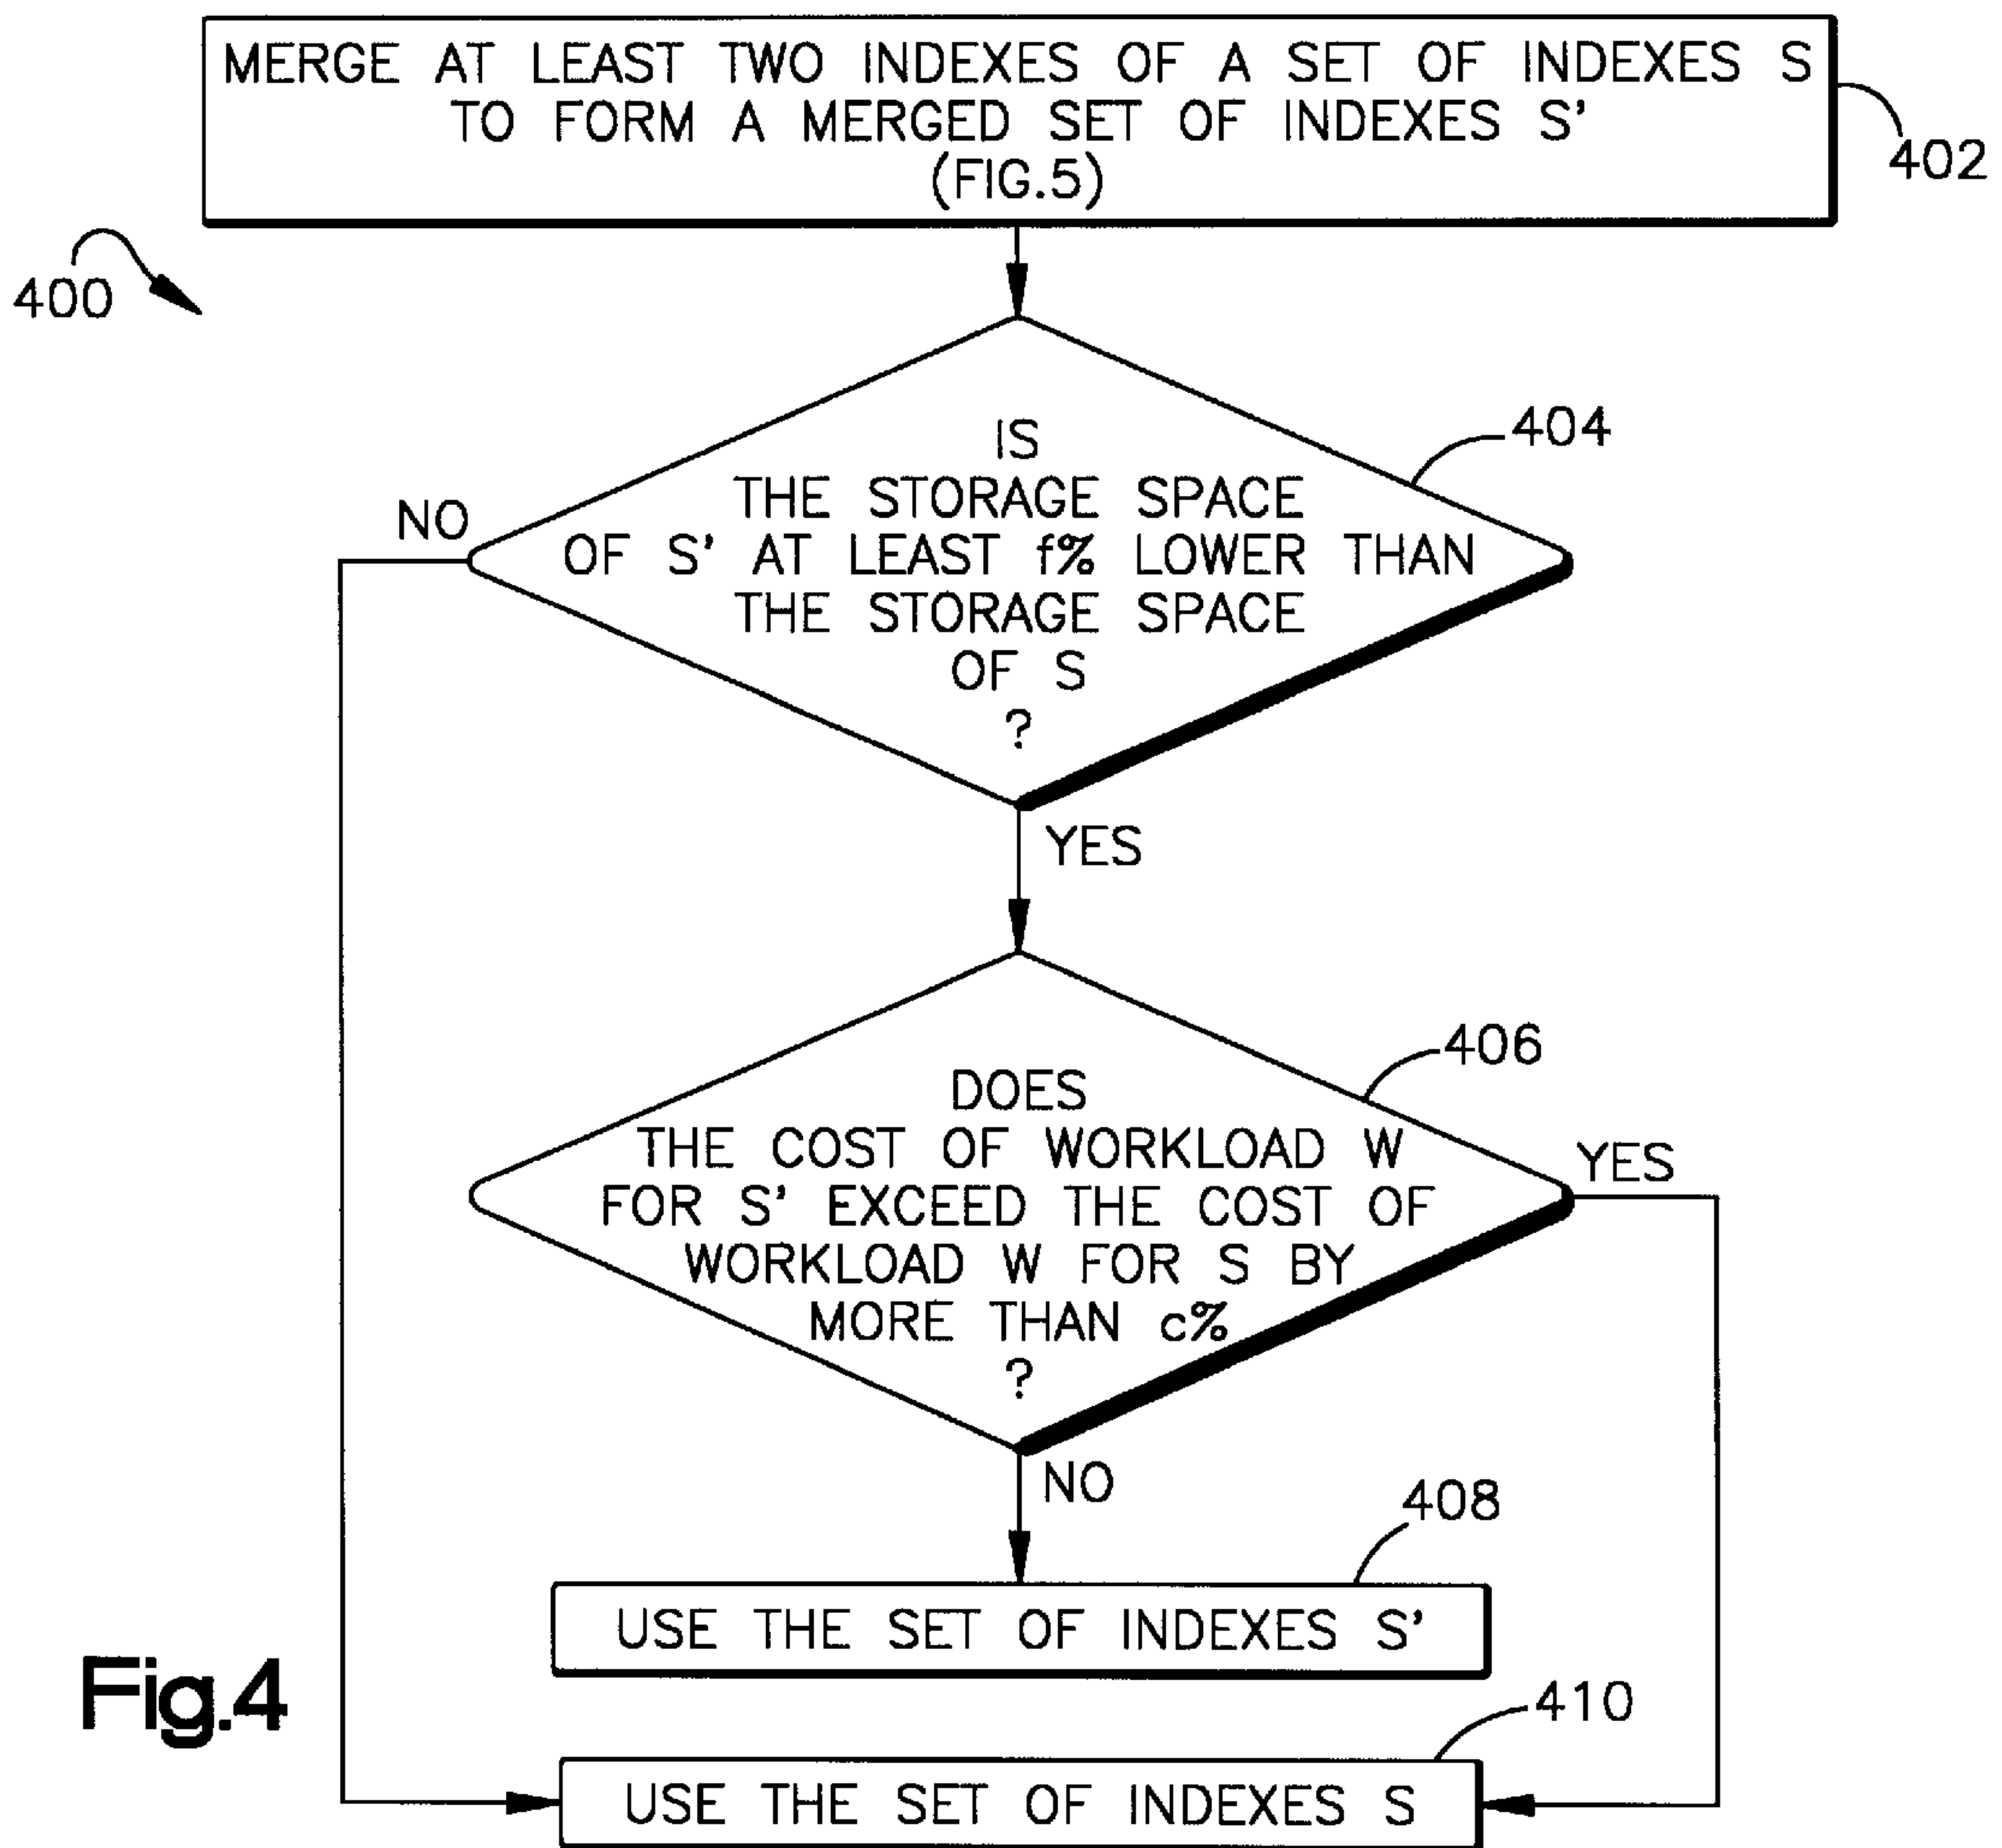 MERGE AT LEAST TWO INDEXES OF A SET OF INDEXES S
TO FORM A MERGED SET OF INDEXES S'
(FIG.5)
402
400
IS
THE STORAGE SPACE
OF S' AT LEAST f% LOWER THAN
THE STORAGE SPACE
OF S
?
404
NO
YES
DOES
THE COST OF WORKLOAD W
FOR S' EXCEED THE COST OF
WORKLOAD W FOR S BY
MORE THAN c%
?
406
YES
NO
408
USE THE SET OF INDEXES S'
410
USE THE SET OF INDEXES S
Fig.4